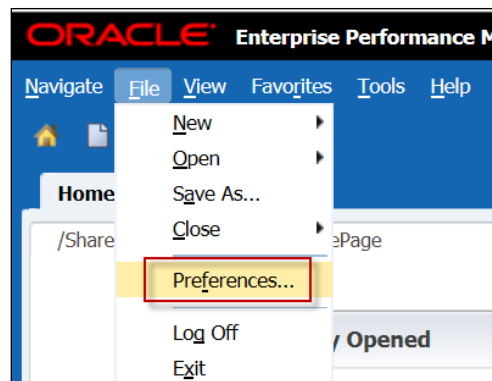 ORACLE Enterprise Performance M
Navigate File View Favorites Tools Help
New
Open
Home Save As...
Close
/Share ePage
Preferences...
Log Off
y Opened
Exit